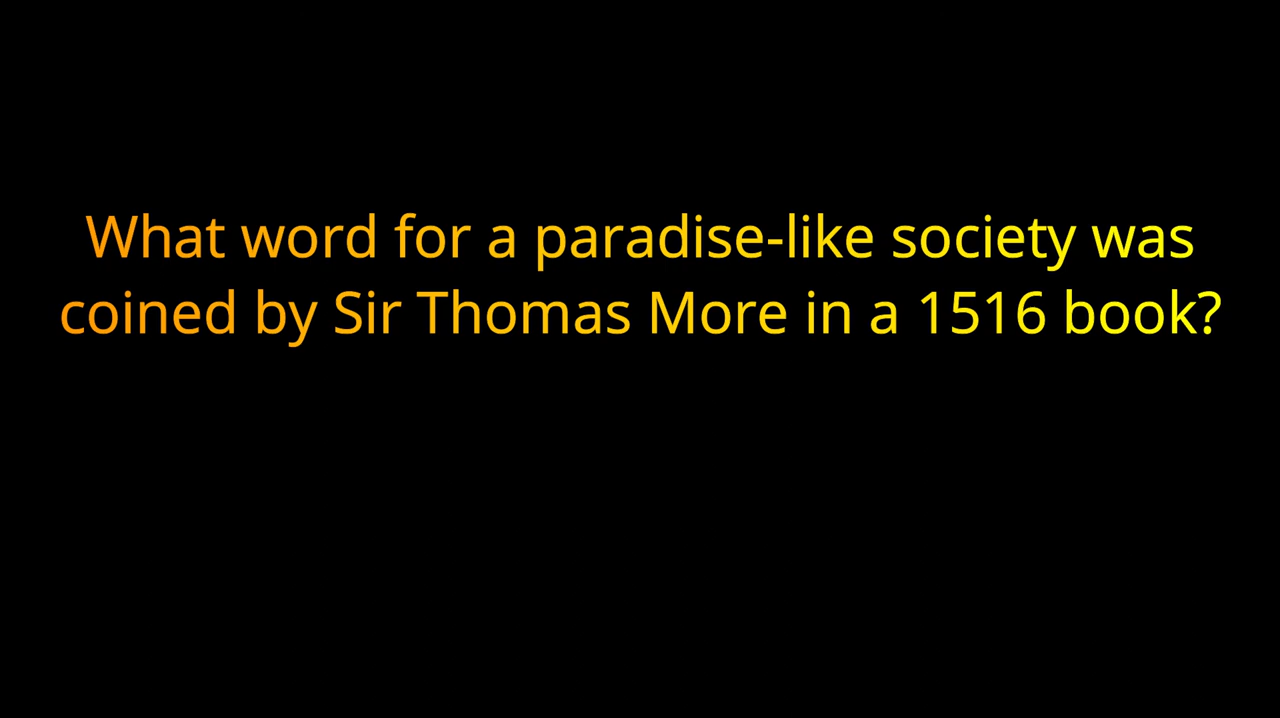 What word for a paradise-like society was
coined by Sir Thomas More in a 1516 book?